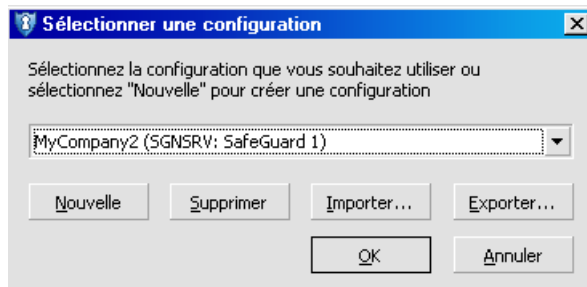 Sélectionner une configuration
Sélectionnez la configuration que vous souhaitez utiliser ou
sélectionnez "Nouvelle" pour créer une configuration
MyCompany2 (SGNSRV: SafeGuard 1)
Nouvelle Supprimer Importer... Exporter...
OK Annuler